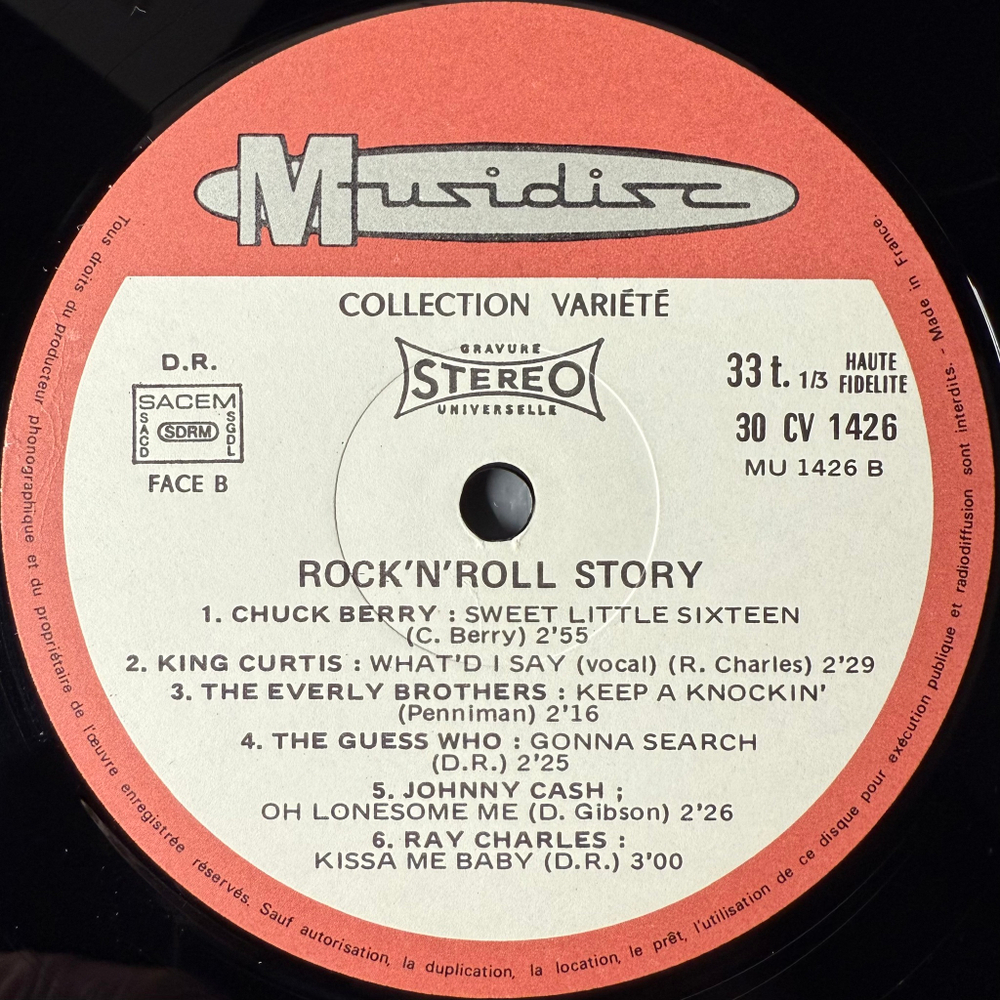 Musidisc
COLLECTION VARIÉTÉ
D.R.
SACEM
SACD
SDRM
SGDL
FACE B
GRAVURE
STEREO
UNIVERSELLE
33 t. 1/3 HAUTE FIDELITE
30 CV 1426
MU 1426 B
ROCK'N'ROLL STORY
1. CHUCK BERRY : SWEET LITTLE SIXTEEN
(C. Berry) 2'55
2. KING CURTIS : WHAT'D I SAY (vocal) (R. Charles) 2'29
3. THE EVERLY BROTHERS : KEEP A KNOCKIN'
(Penniman) 2'16
4. THE GUESS WHO : GONNA SEARCH
(D.R.) 2'25
5. JOHNNY CASH ;
OH LONESOME ME (D. Gibson) 2'26
6. RAY CHARLES :
KISSA ME BABY (D.R.) 3'00
Tous droits du producteur phonographique et du propriétaire de l'œuvre enregistrée réservés. Sauf autorisation, la duplication, la location, le prêt, l'utilisation de ce disque pour exécution publique et radiodiffusion sont interdits. - Made in France.